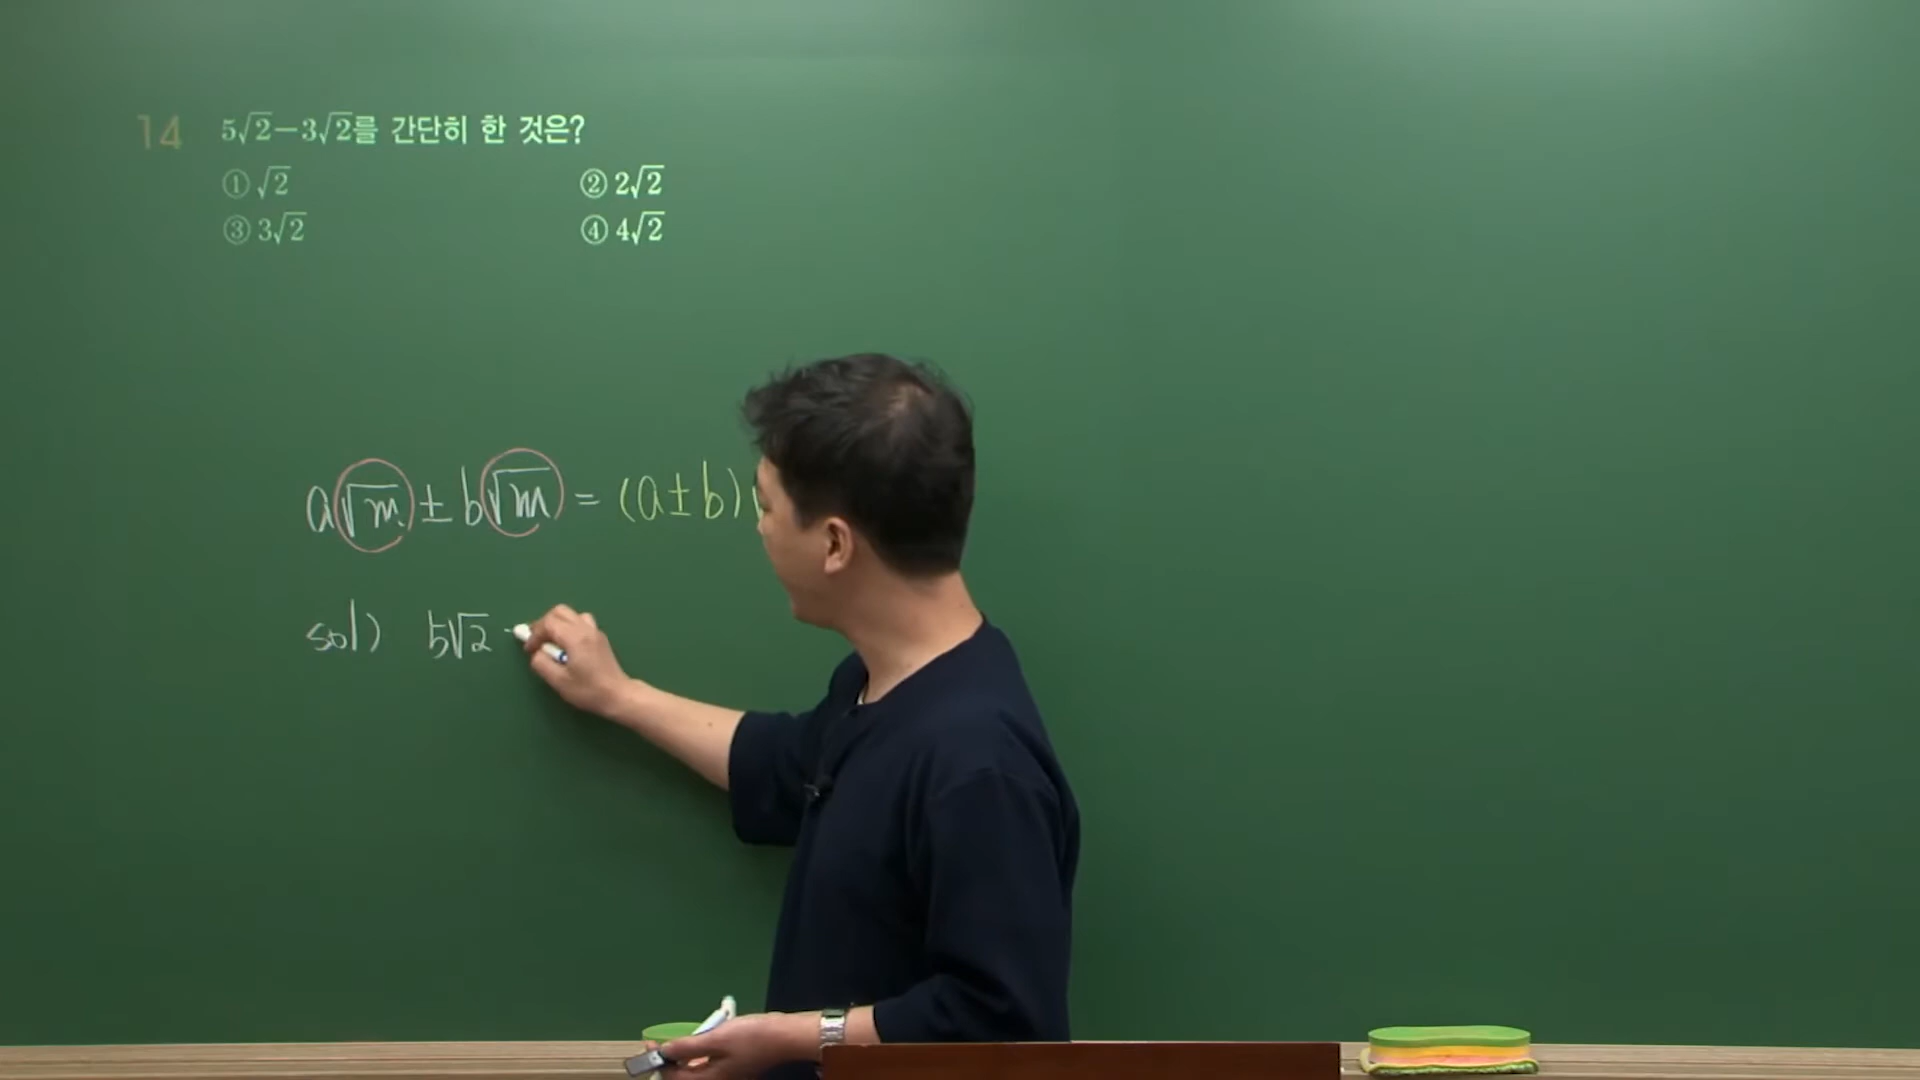 14 5√2−3√2를 간단히 한 것은?
① √2 ② 2√2
③ 3√2 ④ 4√2
a√m ± b√m = (a±b)√
sol) 5√2 -